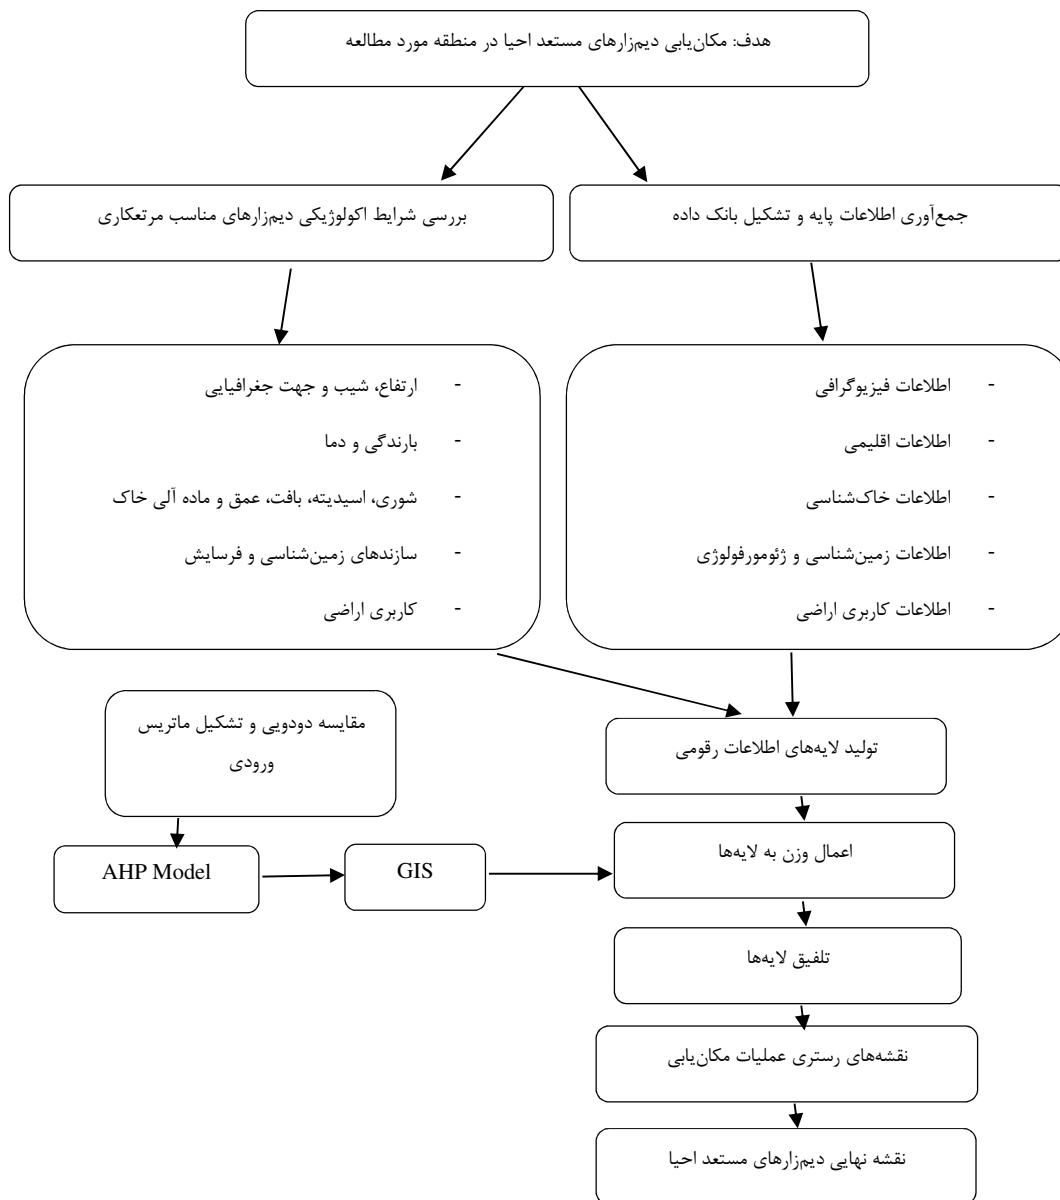 هدف: مکان‌یابی دیم‌زارهای مستعد احیا در منطقه مورد مطالعه
جمع‌آوری اطلاعات پایه و تشکیل بانک داده
بررسی شرایط اکولوژیکی دیم‌زارهای مناسب مرتعکاری
- اطلاعات فیزیوگرافی
- اطلاعات اقلیمی
- اطلاعات خاک‌شناسی
- اطلاعات زمین‌شناسی و ژئومورفولوژی
- اطلاعات کاربری اراضی
- ارتفاع، شیب و جهت جغرافیایی
- بارندگی و دما
- شوری، اسیدیته، بافت، عمق و ماده آلی خاک
- سازندهای زمین‌شناسی و فرسایش
- کاربری اراضی
تولید لایه‌های اطلاعات رقومی
مقایسه دودویی و تشکیل ماتریس
ورودی
AHP Model
GIS
اعمال وزن به لایه‌ها
تلفیق لایه‌ها
نقشه‌های رستری عملیات مکان‌یابی
نقشه نهایی دیم‌زارهای مستعد احیا